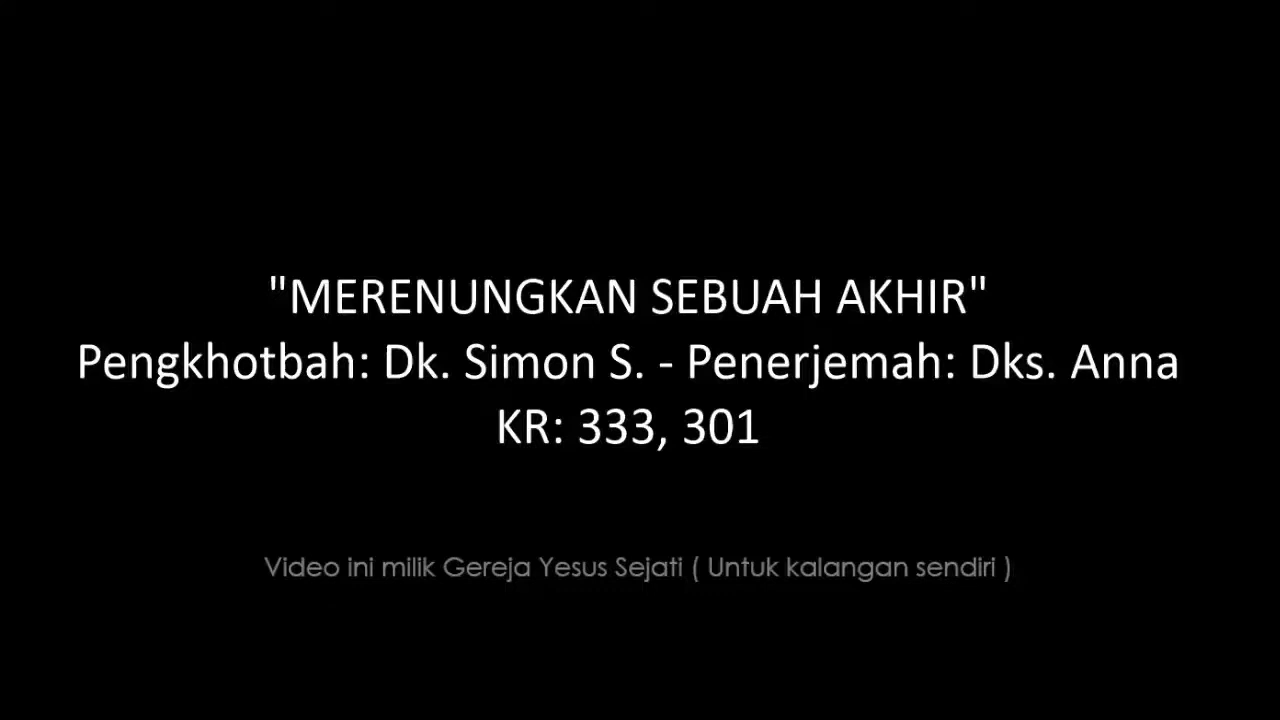 "MERENUNGKAN SEBUAH AKHIR"
Pengkhotbah: Dk. Simon S. - Penerjemah: Dks. Anna
KR: 333, 301
Video ini milik Gereja Yesus Sejati ( Untuk kalangan sendiri )